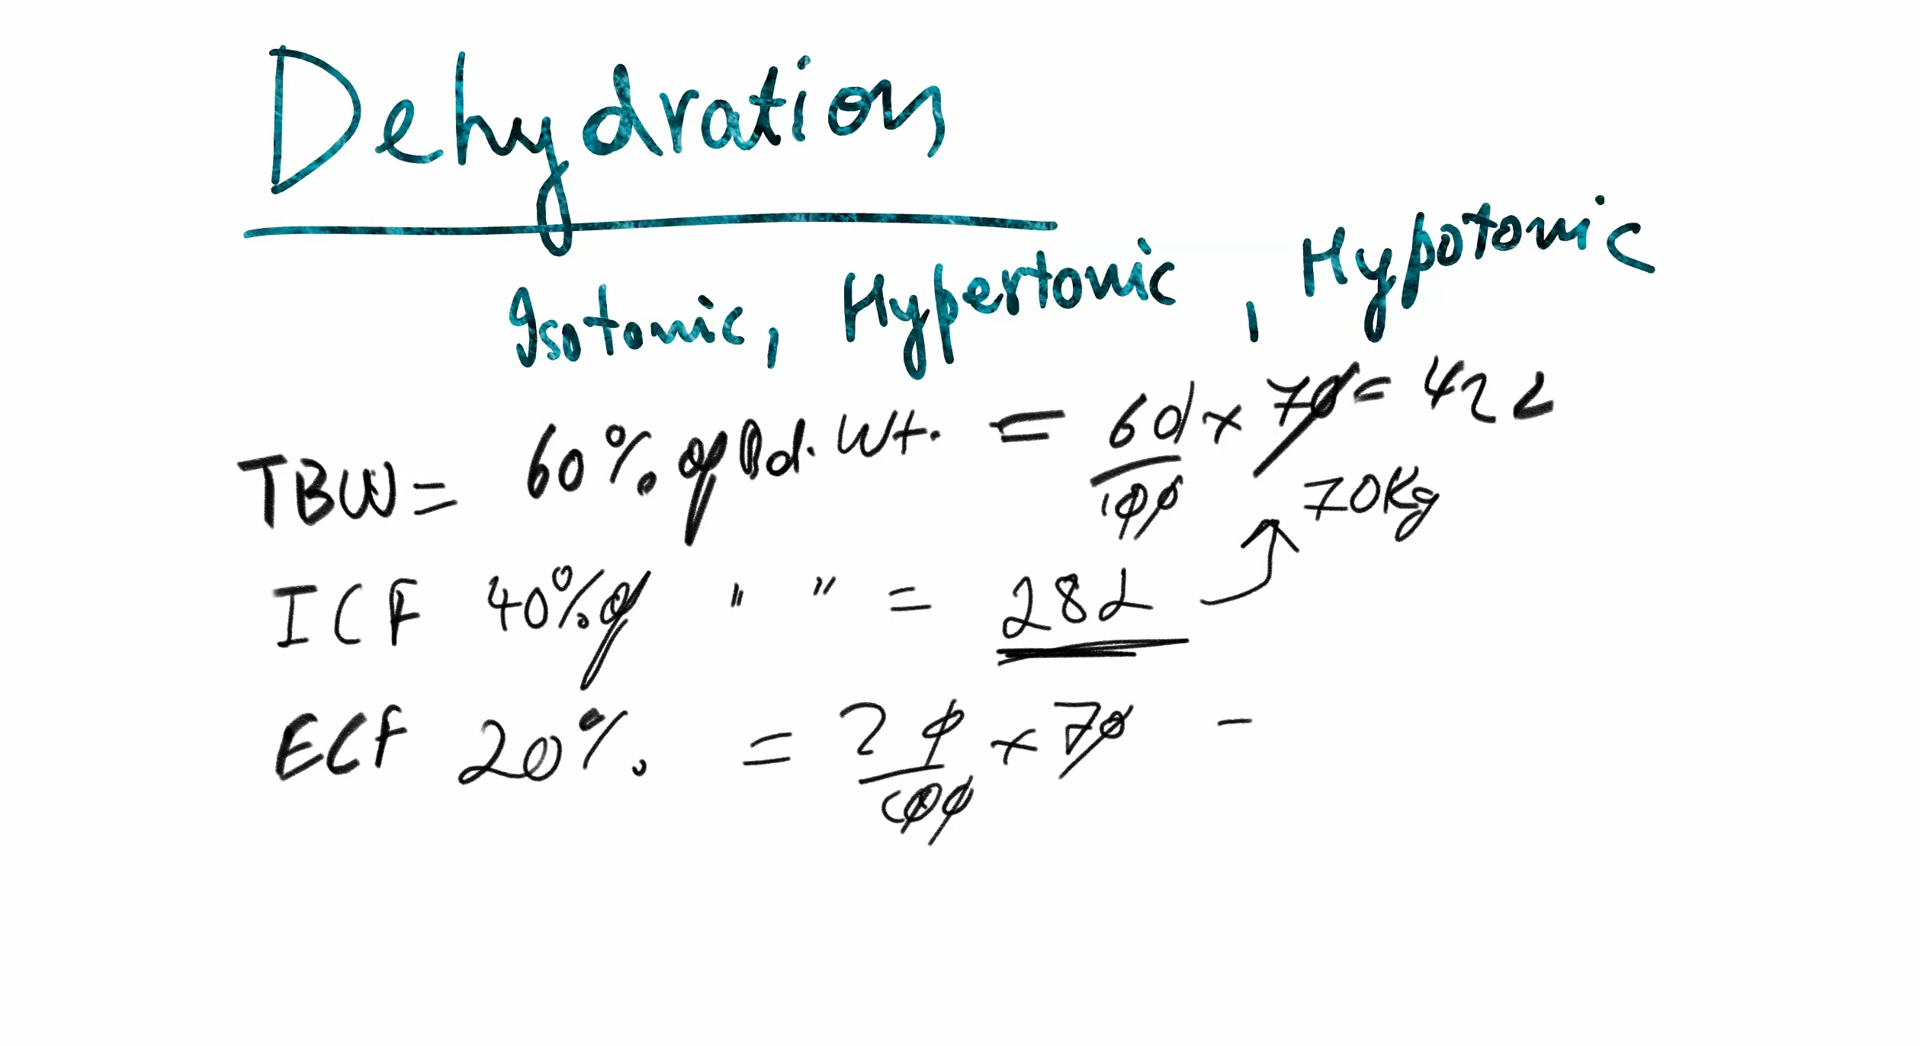 Dehydration
Isotonic, Hypertonic, Hypotonic
TBW = 60% of Bd. Wt. = 60/100 x 70 = 42 L
70Kg
ICF 40% of " " = 28L
ECF 20% = 20/100 x 70 =